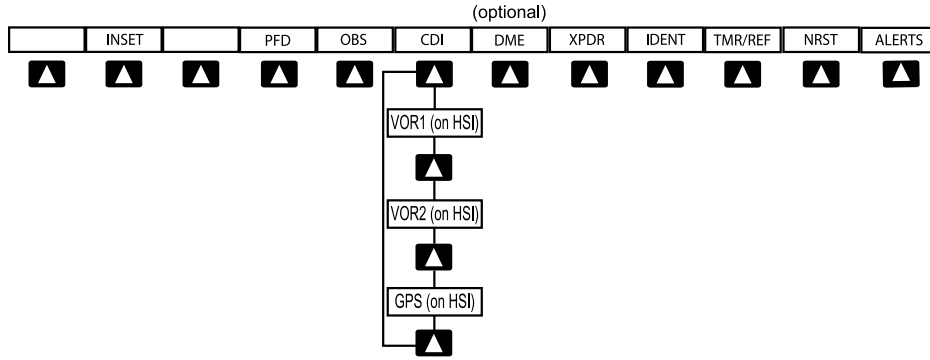 (optional)
INSET PFD OBS CDI DME XPDR IDENT TMR/REF NRST ALERTS
VOR1 (on HSI)
VOR2 (on HSI)
GPS (on HSI)